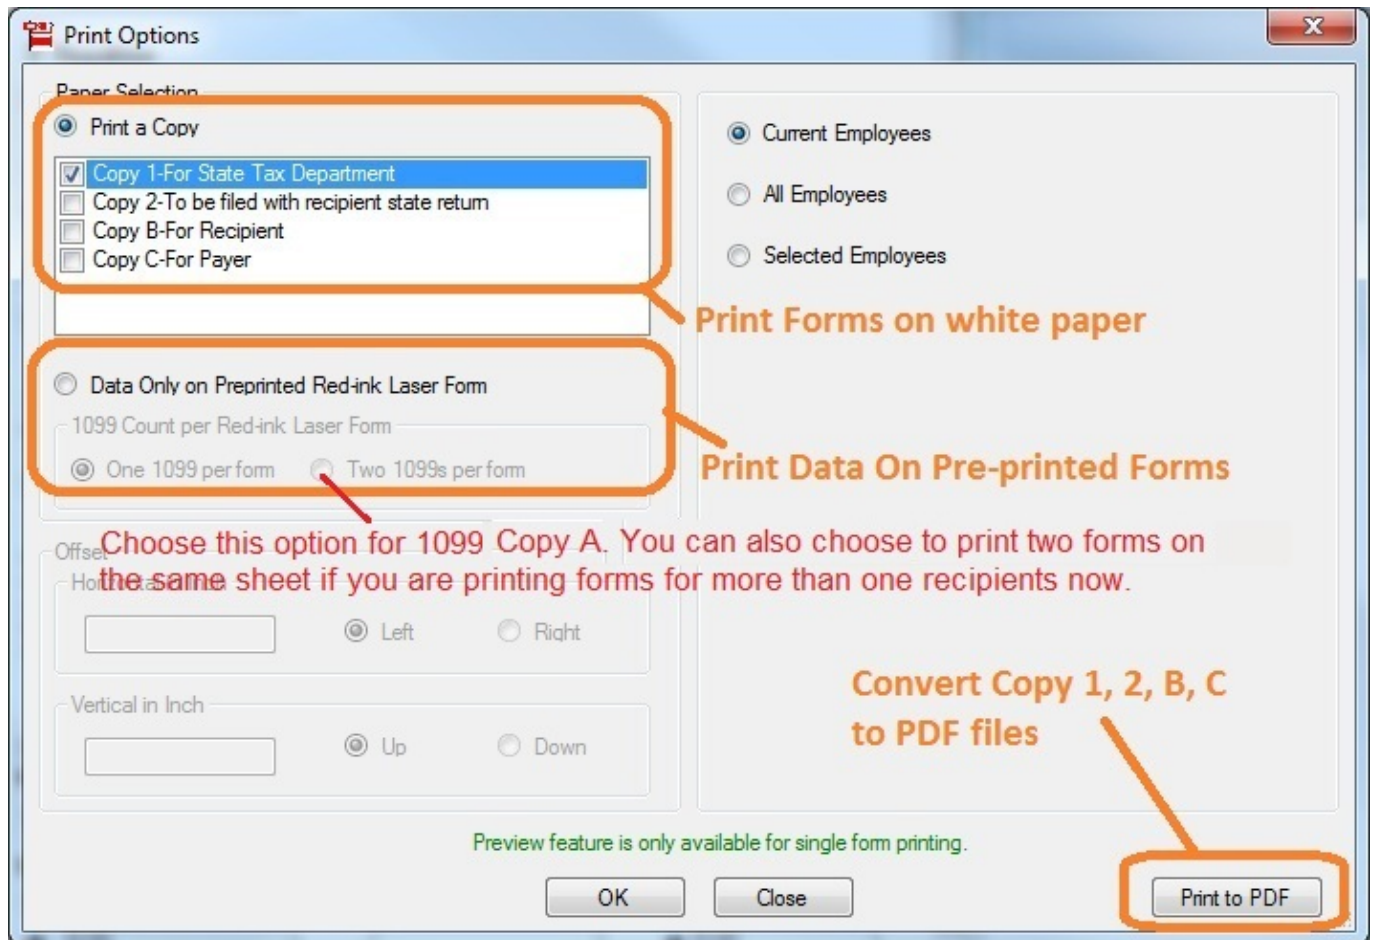 Print Options
Paper Selection
Print a Copy
Copy 1-For State Tax Department
Copy 2-To be filed with recipient state return
Copy B-For Recipient
Copy C-For Payer
Current Employees
All Employees
Selected Employees
Print Forms on white paper
Data Only on Preprinted Red-ink Laser Form
1099 Count per Red-ink Laser Form
One 1099 per form
Two 1099s per form
Print Data On Pre-printed Forms
Choose this option for 1099 Copy A. You can also choose to print two forms on
the same sheet if you are printing forms for more than one recipients now.
Offset
Horizontal in Inch
Left
Right
Vertical in Inch
Up
Down
Convert Copy 1, 2, B, C
to PDF files
Preview feature is only available for single form printing.
OK
Close
Print to PDF